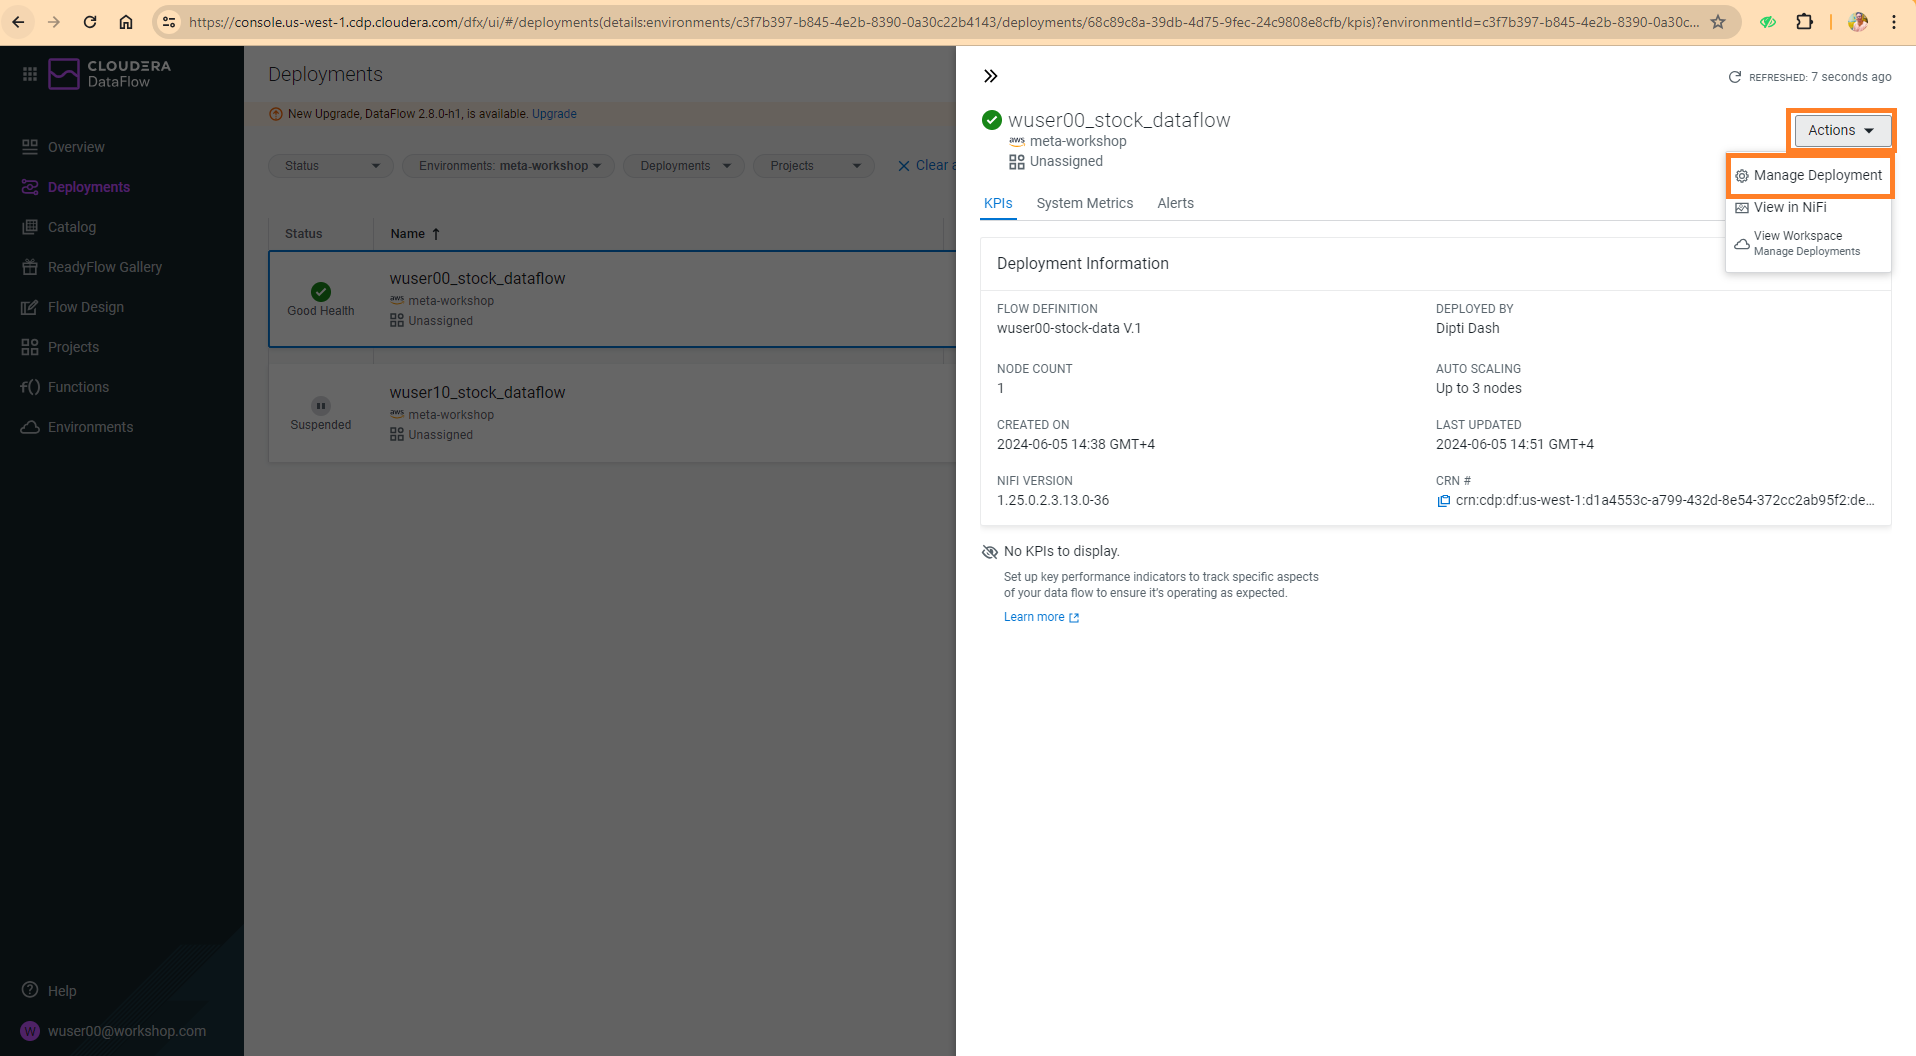 https://console.us-west-1.cdp.cloudera.com/dfx/ui/#/deployments(details:environments/c3f7b397-b845-4e2b-8390-0a30c22b4143/deployments/68c89c8a-39db-4d75-9fec-24c9808e8cfb/kpis)?environmentId=c3f7b397-b845-4e2b-8390-0a30c...
CLOUDERA
DataFlow
Overview
Deployments
Catalog
ReadyFlow Gallery
Flow Design
Projects
Functions
Environments
Help
W wuser00@workshop.com
Deployments
New Upgrade, DataFlow 2.8.0-h1, is available. Upgrade
Status
Environments: meta-workshop
Deployments
Projects
Clear a
Status
Name
Good Health
wuser00_stock_dataflow
aws meta-workshop
Unassigned
Suspended
wuser10_stock_dataflow
aws meta-workshop
Unassigned
REFRESHED: 7 seconds ago
wuser00_stock_dataflow
aws meta-workshop
Unassigned
Actions
Manage Deployment
View in NiFi
View Workspace
Manage Deployments
KPIs
System Metrics
Alerts
Deployment Information
FLOW DEFINITION
wuser00-stock-data V.1
DEPLOYED BY
Dipti Dash
NODE COUNT
1
AUTO SCALING
Up to 3 nodes
CREATED ON
2024-06-05 14:38 GMT+4
LAST UPDATED
2024-06-05 14:51 GMT+4
NIFI VERSION
1.25.0.2.3.13.0-36
CRN #
crn:cdp:df:us-west-1:d1a4553c-a799-432d-8e54-372cc2ab95f2:de...
No KPIs to display.
Set up key performance indicators to track specific aspects
of your data flow to ensure it's operating as expected.
Learn more